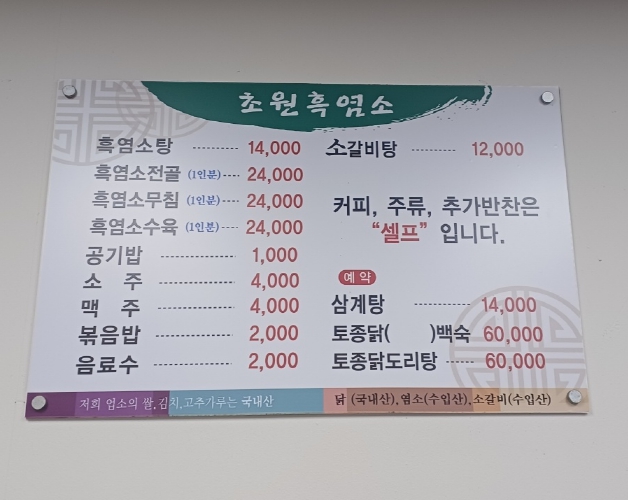 초원흑염소
흑염소탕 ---------- 14,000
흑염소전골 (1인분)---- 24,000
흑염소무침 (1인분)---- 24,000
흑염소수육 (1인분)---- 24,000
공기밥 ---------------- 1,000
소 주 ---------------- 4,000
맥 주 ---------------- 4,000
볶음밥 ---------------- 2,000
음료수 ---------------- 2,000
소갈비탕 ---------- 12,000
커피, 주류, 추가반찬은
“셀프” 입니다.
예약
삼계탕 ------------- 14,000
토종닭( )백숙 60,000
토종닭도리탕 ------ 60,000
저희 업소의 쌀,김치,고추가루는 국내산
닭 (국내산),염소(수입산),소갈비(수입산)